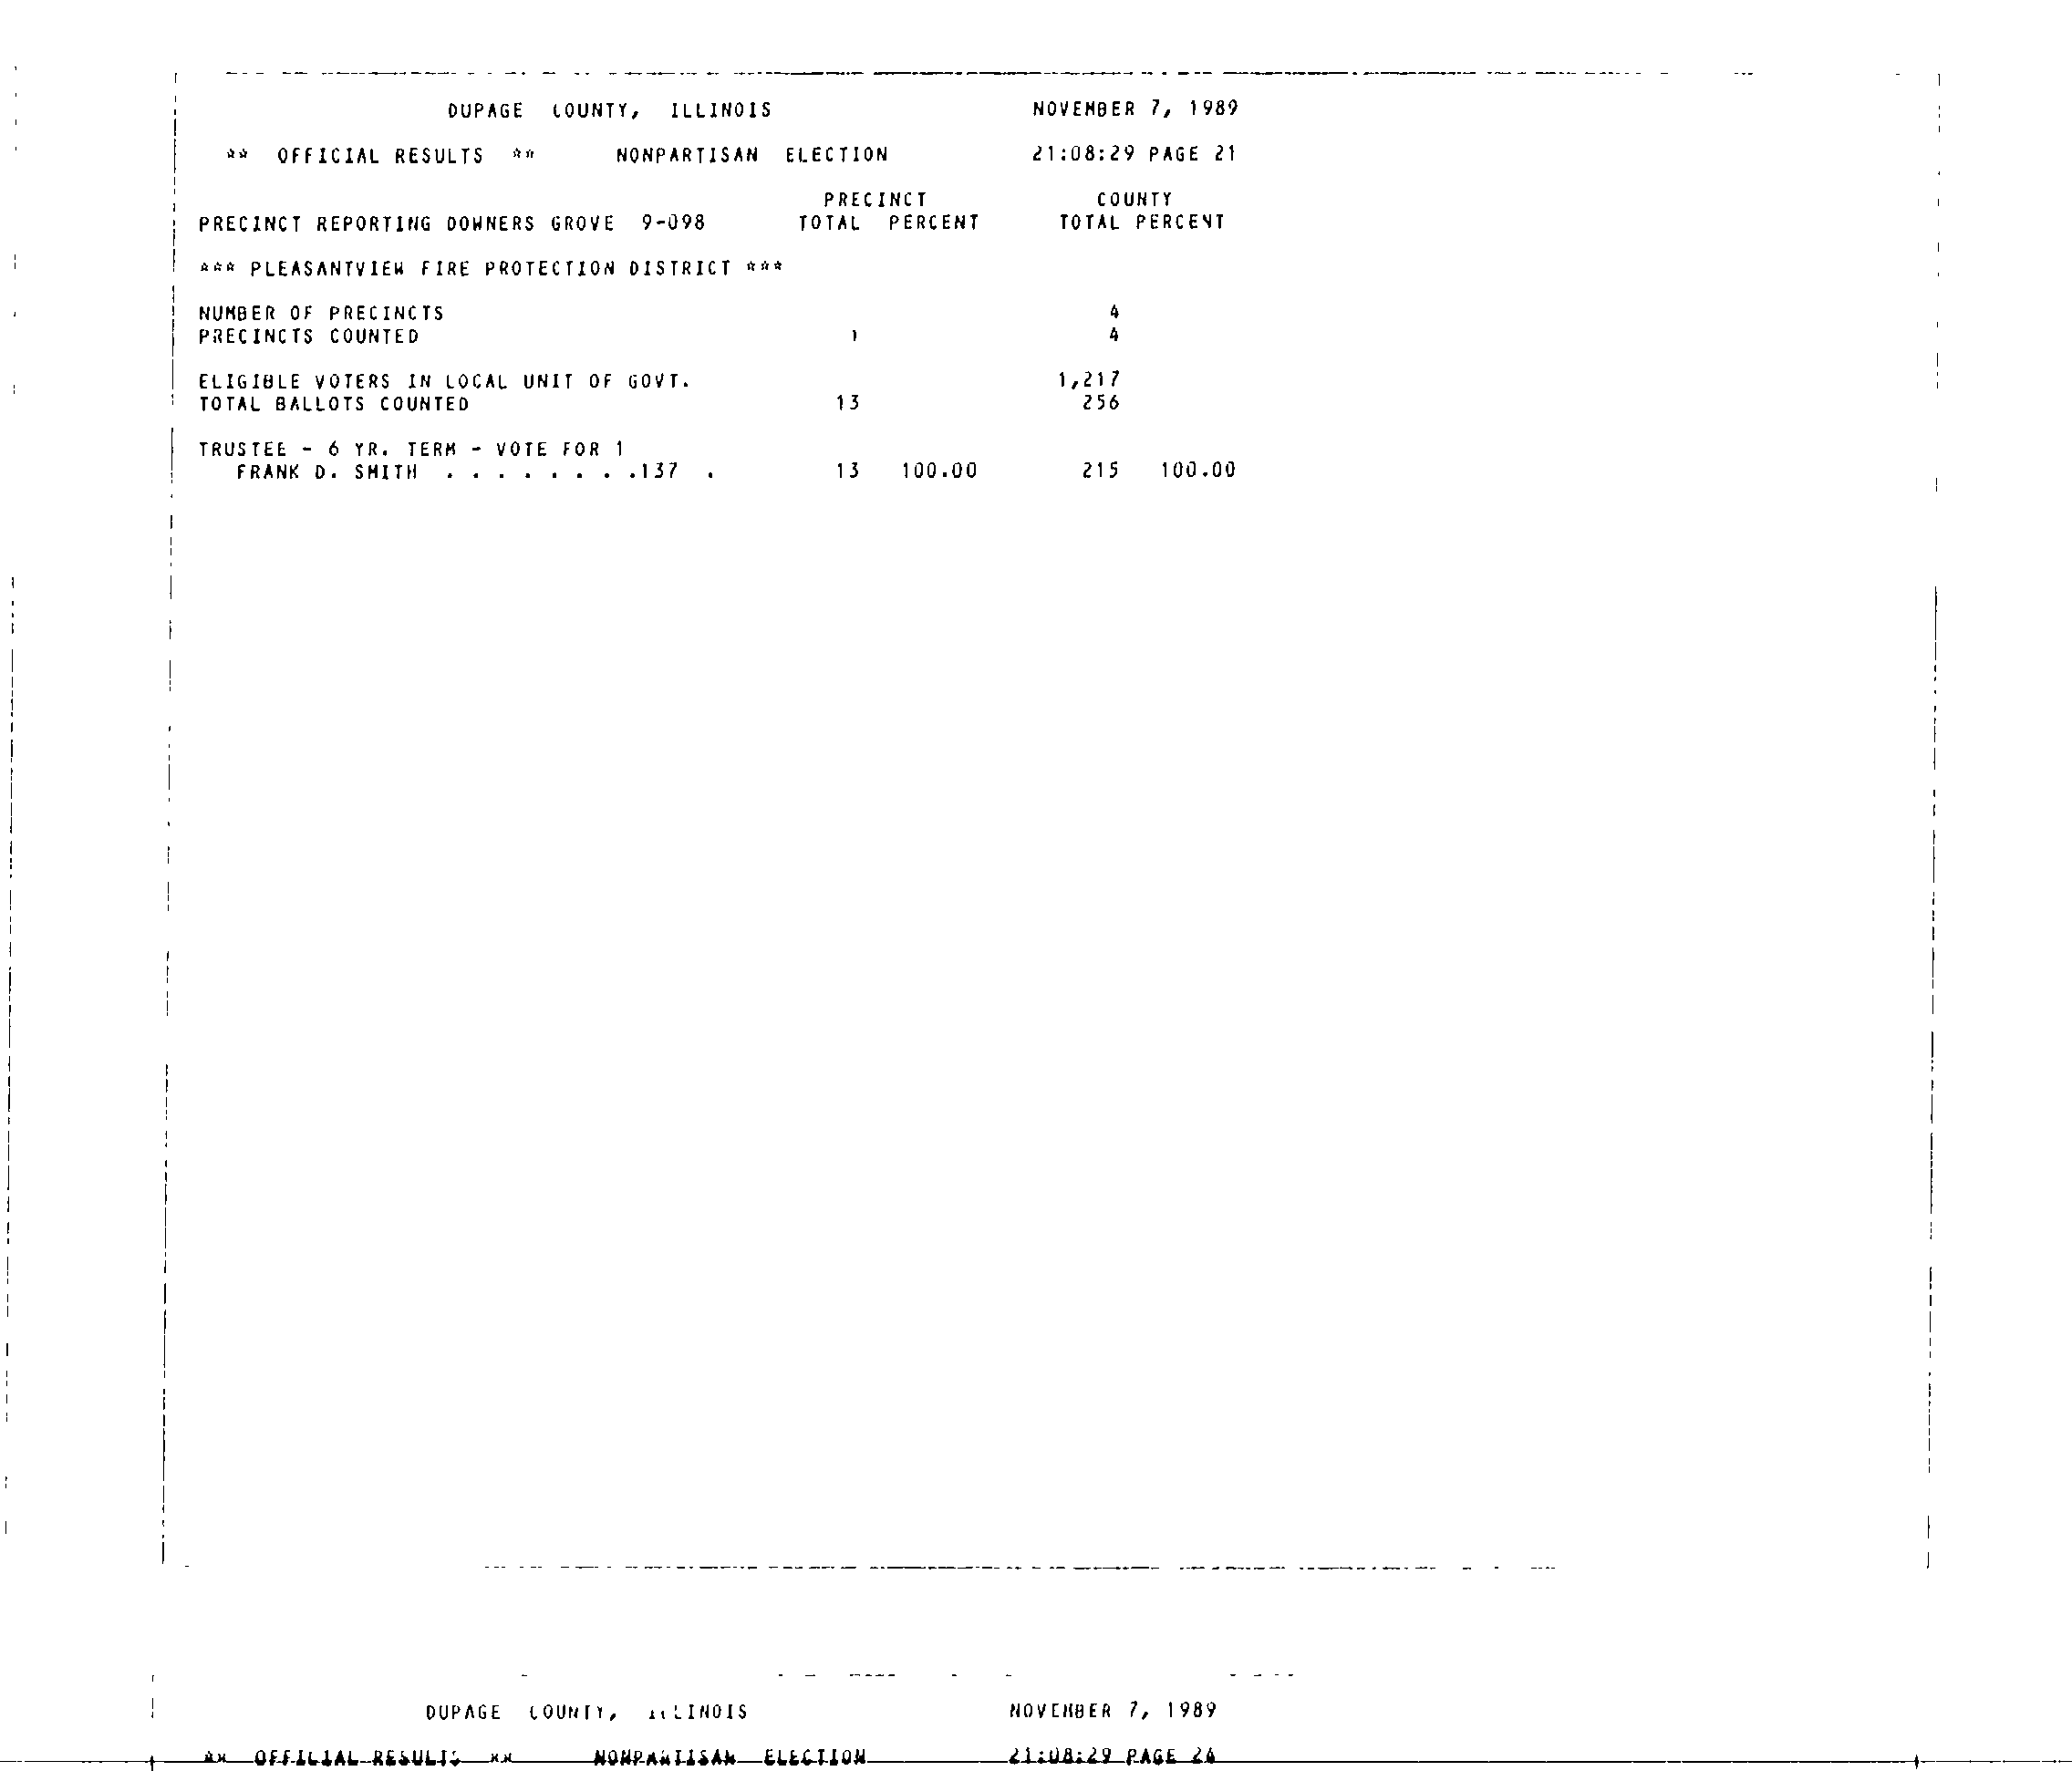 DUPAGE COUNTY, ILLINOIS NOVEMBER 7, 1989
** OFFICIAL RESULTS ** NONPARTISAN ELECTION 21:08:29 PAGE 21
PRECINCT COUNTY
PRECINCT REPORTING DOWNERS GROVE 9-098 TOTAL PERCENT TOTAL PERCENT
*** PLEASANTVIEW FIRE PROTECTION DISTRICT ***
NUMBER OF PRECINCTS 4
PRECINCTS COUNTED 1 4
ELIGIBLE VOTERS IN LOCAL UNIT OF GOVT. 1,217
TOTAL BALLOTS COUNTED 13 256
TRUSTEE - 6 YR. TERM - VOTE FOR 1
FRANK D. SMITH . . . . . . . .137 . 13 100.00 215 100.00
DUPAGE COUNTY, ILLINOIS NOVEMBER 7, 1989
** OFFICIAL RESULTS ** NONPARTISAN ELECTION 21:08:29 PAGE